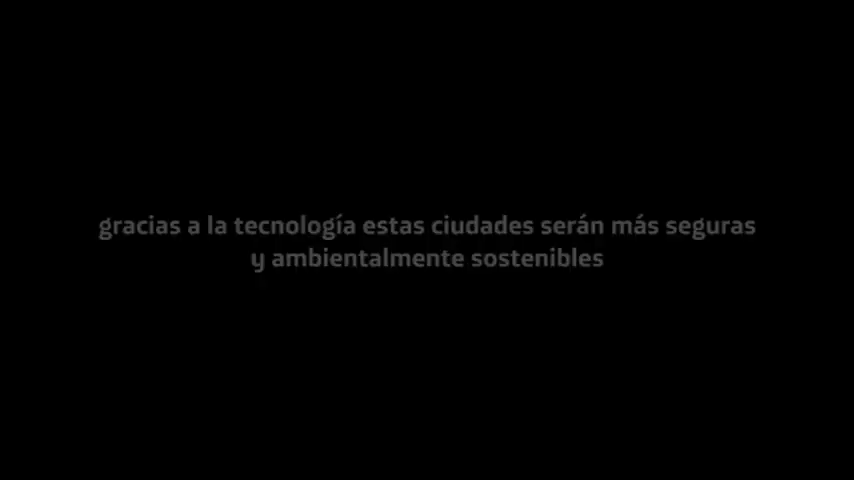 gracias a la tecnología estas ciudades serán más seguras
y ambientalmente sostenibles